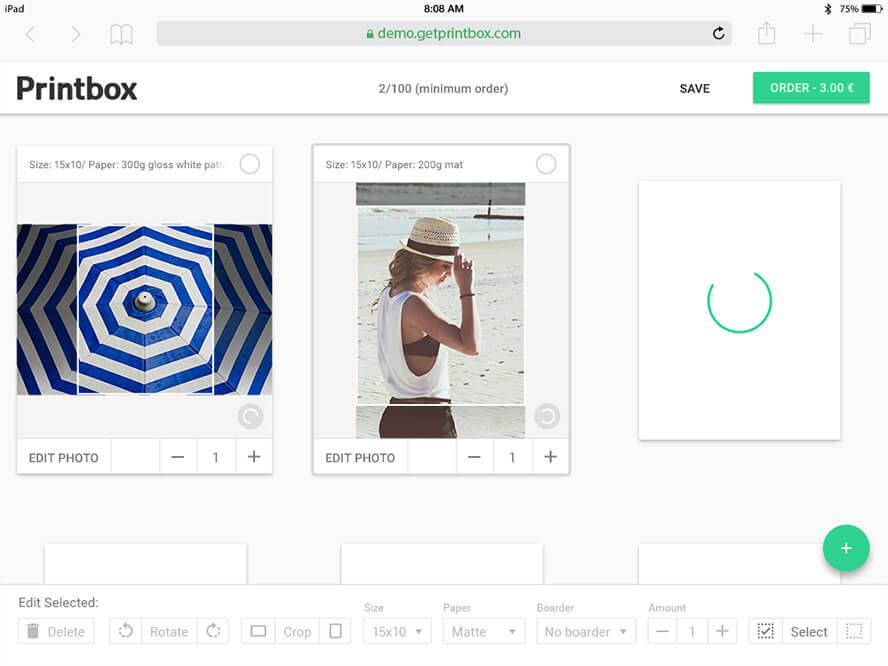 iPad
8:08 AM
75%
demo.getprintbox.com
Printbox
2/100 (minimum order)
SAVE
ORDER - 3.00 €
Size: 15x10/ Paper: 300g gloss white
Size: 15x10/ Paper: 200g mat
EDIT PHOTO
1
EDIT PHOTO
1
Edit Selected:
Size
Paper
Boarder
Amount
Delete
Rotate
Crop
15x10
Matte
No boarder
1
Select